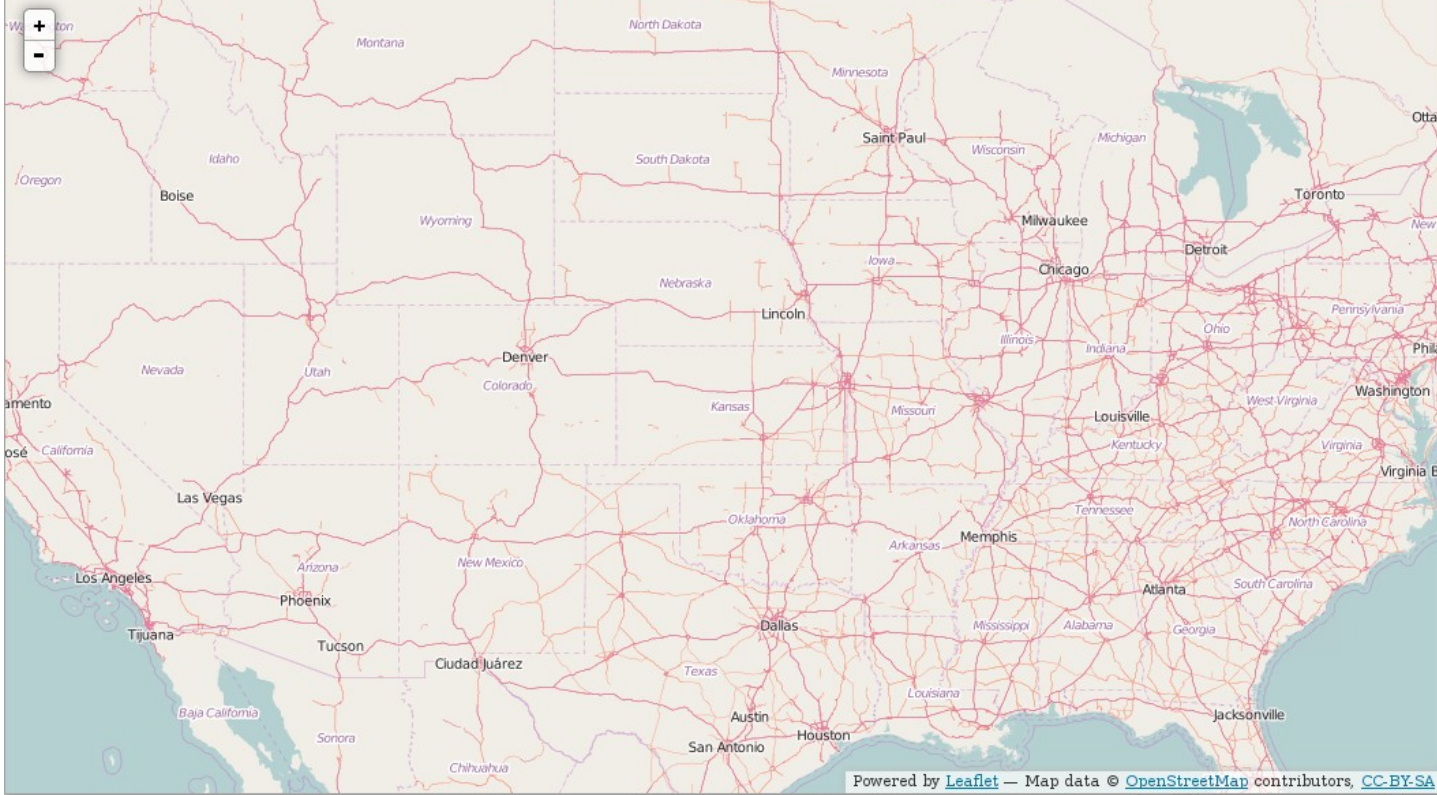 +
-
Washington
Montana
North Dakota
Minnesota
Otta
Saint Paul
Michigan
Wisconsin
Idaho
South Dakota
Oregon
Boise
Toronto
Wyoming
Milwaukee
New
Detroit
Iowa
Chicago
Nebraska
Lincoln
Pennsylvania
Ohio
Illinois
Indiana
Phil
Denver
Nevada
Utah
Colorado
Washington
amento
Kansas
Missouri
West Virginia
Louisville
Kentucky
Virginia
osé
California
Virginia B
Las Vegas
Tennessee
Oklahoma
North Carolina
Memphis
Arkansas
New Mexico
Arizona
Los Angeles
South Carolina
Atlanta
Phoenix
Dallas
Mississippi
Alabama
Georgia
Tijuana
Tucson
Ciudad Juárez
Texas
Louisiana
Baja California
Austin
Jacksonville
Sonora
Houston
San Antonio
Chihuahua
Powered by Leaflet — Map data © OpenStreetMap contributors, CC-BY-SA